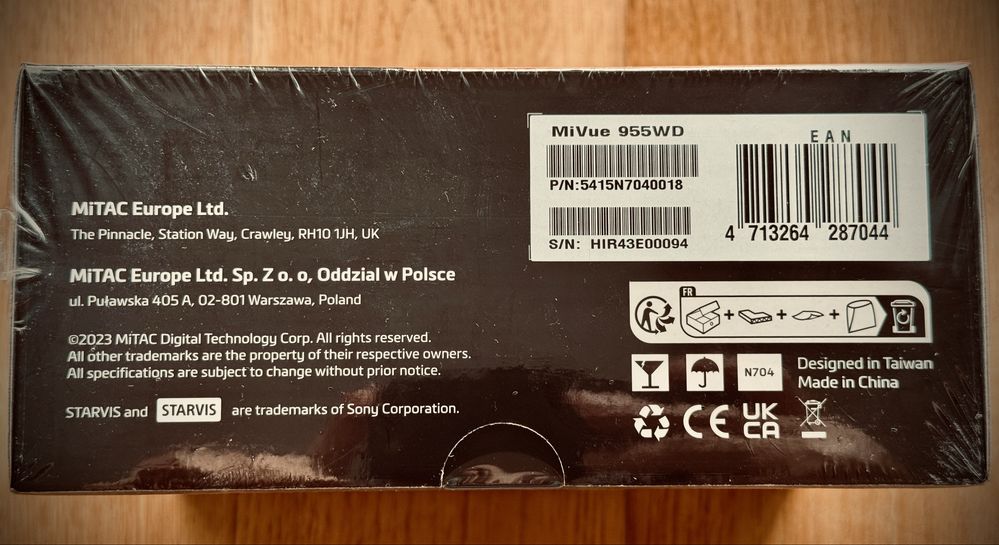 MiTAC Europe Ltd.
The Pinnacle, Station Way, Crawley, RH10 1JH, UK
MiTAC Europe Ltd. Sp. Z o. o, Oddzial w Polsce
ul. Puławska 405 A, 02-801 Warszawa, Poland
©2023 MiTAC Digital Technology Corp. All rights reserved.
All other trademarks are the property of their respective owners.
All specifications are subject to change without prior notice.
STARVIS and STARVIS are trademarks of Sony Corporation.
MiVue 955WD
P/N:5415N7040018
S/N: HIR43E00094
EAN
4 713264 287044
FR
N704
Designed in Taiwan
Made in China
CE
UK
CA